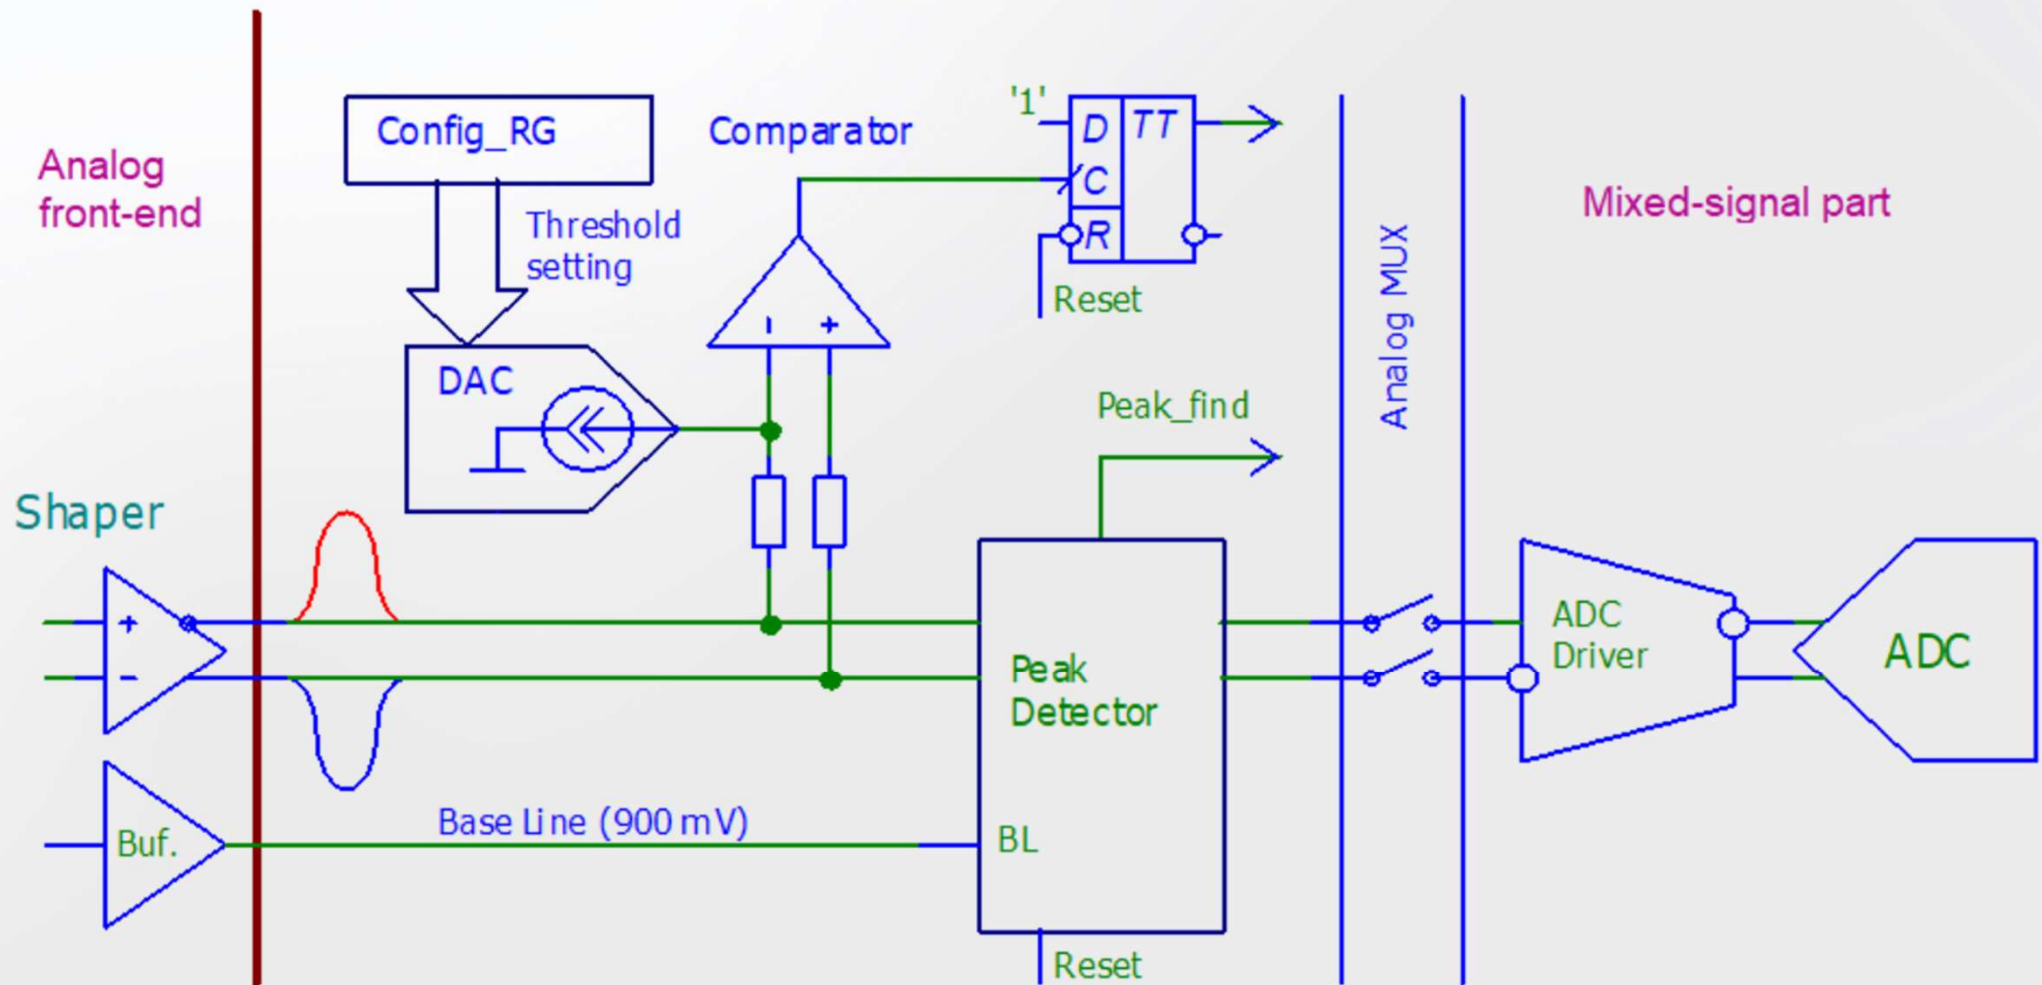 Analog
front-end
Config_RG
Threshold
setting
Comparator
'1'
D
TT
C
R
Reset
Analog MUX
Mixed-signal part
DAC
Peak_find
Shaper
+
-
- +
Peak
Detector
ADC
Driver
ADC
Buf.
Base Line (900 mV)
BL
Reset